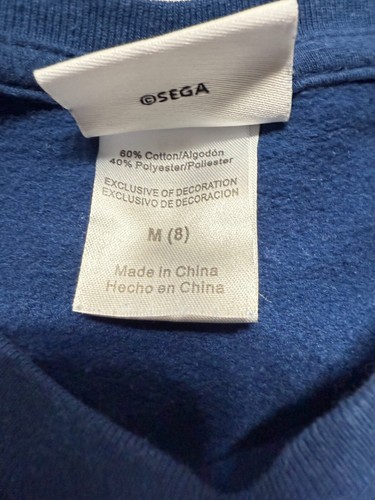 ©SEGA
60% Cotton/Algodón
40% Polyester/Poliester
EXCLUSIVE OF DECORATION
EXCLUSIVO DE DECORACION
M (8)
Made in China
Hecho en China